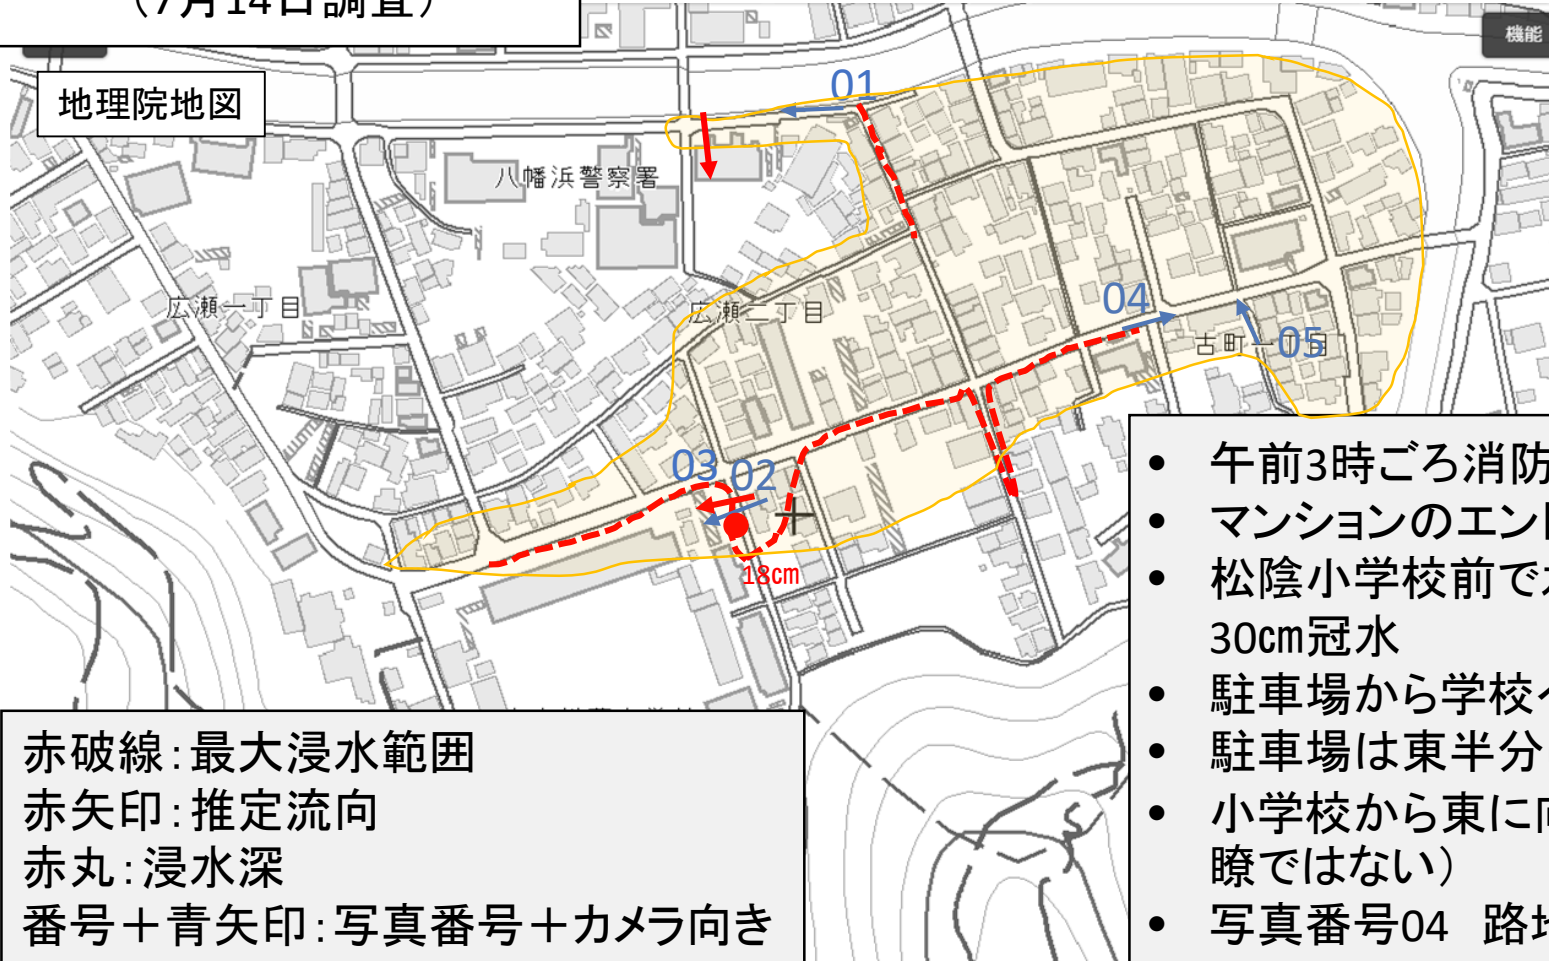 （7月14日調査）
機能
地理院地図
01
八幡浜警察署
広瀬一丁目
広瀬二丁目
04
古町一丁目
05
03
02
18cm
• 午前3時ごろ消防
• マンションのエント
• 松陰小学校前で
30㎝冠水
• 駐車場から学校へ
• 駐車場は東半分
• 小学校から東に向
瞭ではない）
• 写真番号04 路地
赤破線：最大浸水範囲
赤矢印：推定流向
赤丸：浸水深
番号＋青矢印：写真番号＋カメラ向き